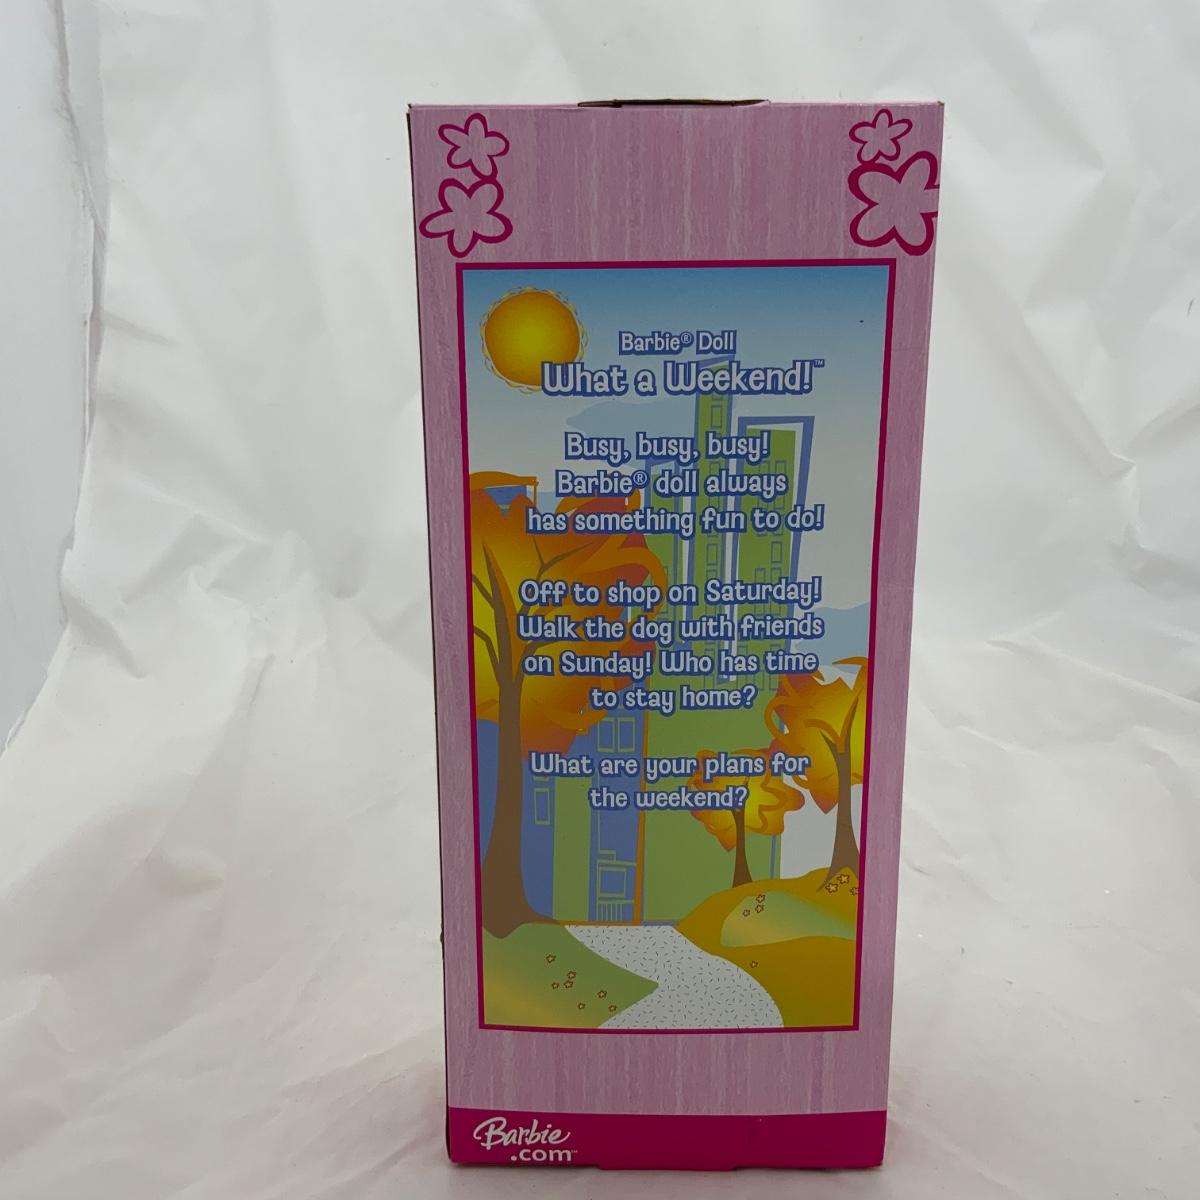 Barbie® Doll
What a Weekend!™
Busy, busy, busy!
Barbie® doll always
has something fun to do!
Off to shop on Saturday!
Walk the dog with friends
on Sunday! Who has time
to stay home?
What are your plans for
the weekend?
Barbie
.com™